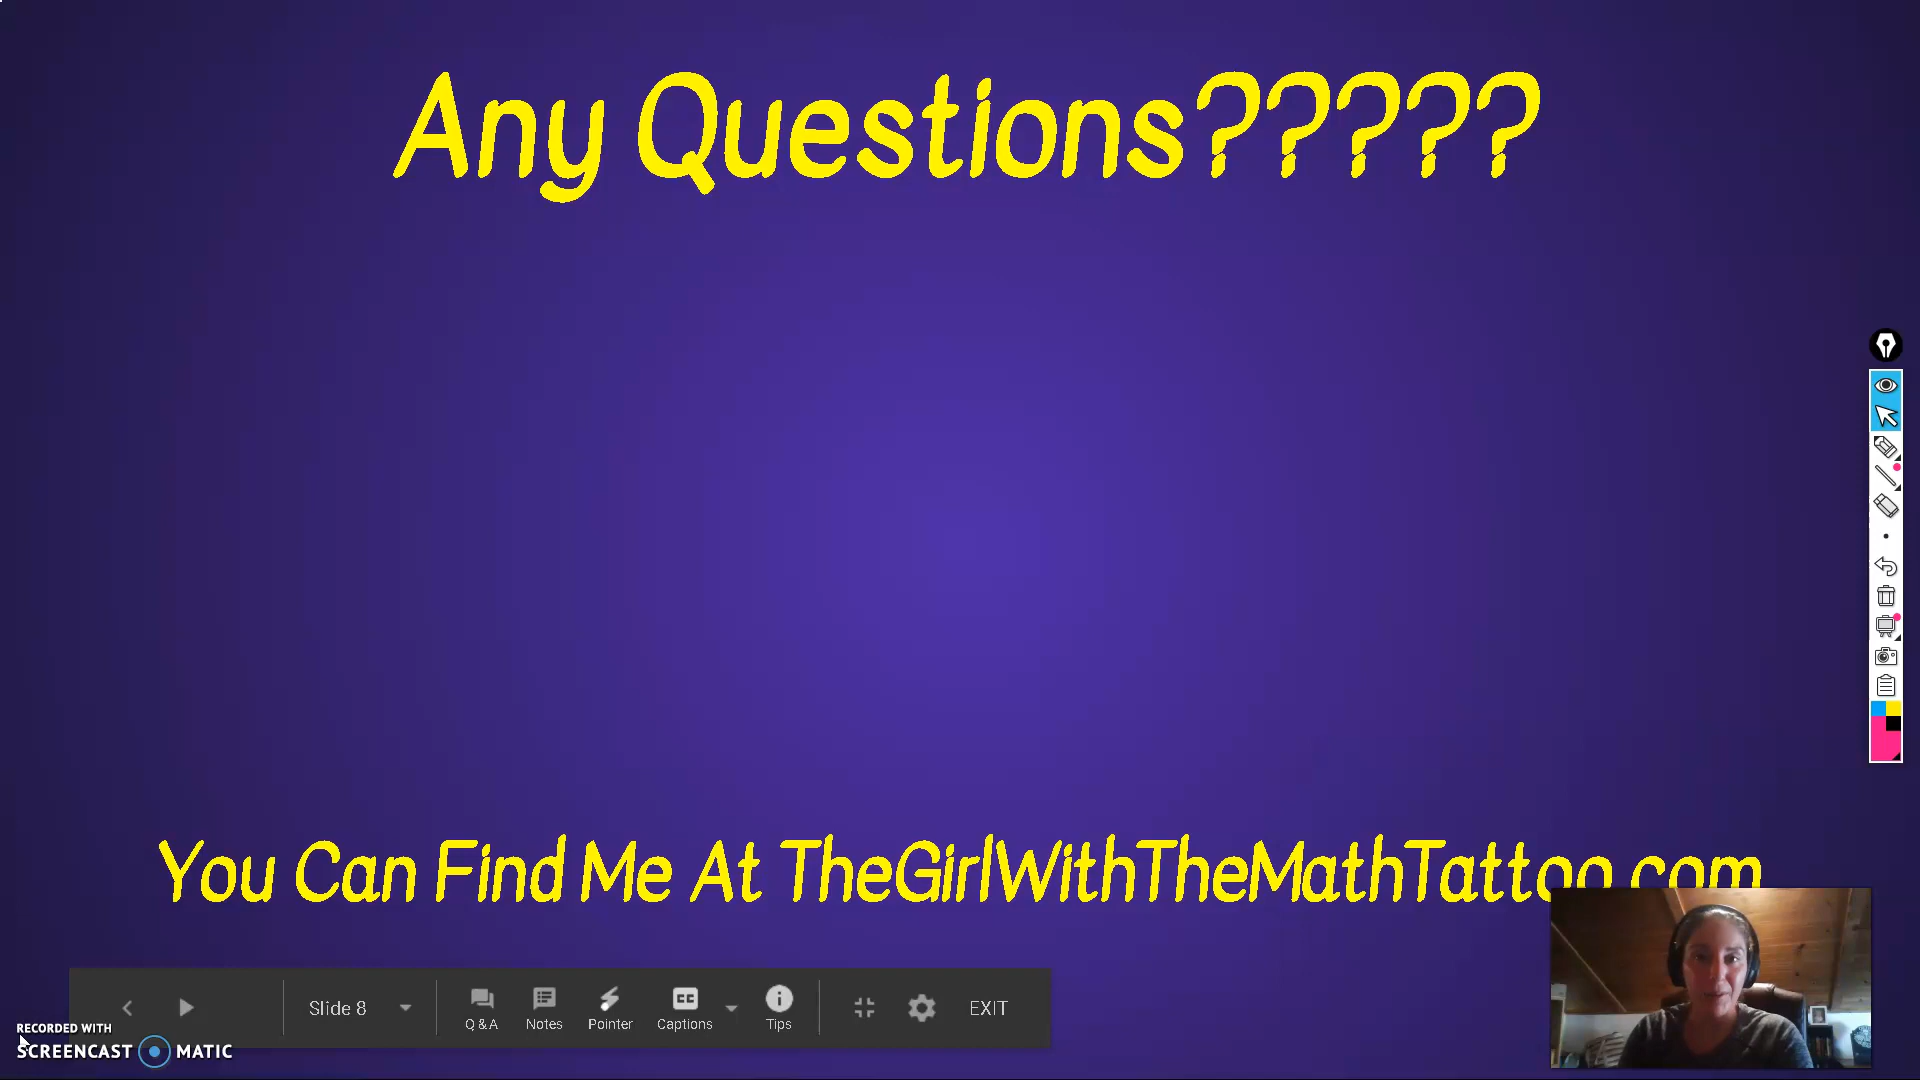 Any Questions?????
You Can Find Me At TheGirlWithTheMathTattoo.com
Slide 8
Q & A
Notes
Pointer
CC
Captions
Tips
EXIT
RECORDED WITH
SCREENCAST MATIC